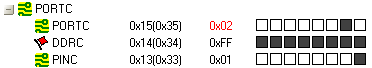 PORTC
PORTC 0x15(0x35) 0x02
DDRC 0x14(0x34) 0xFF
PINC 0x13(0x33) 0x01